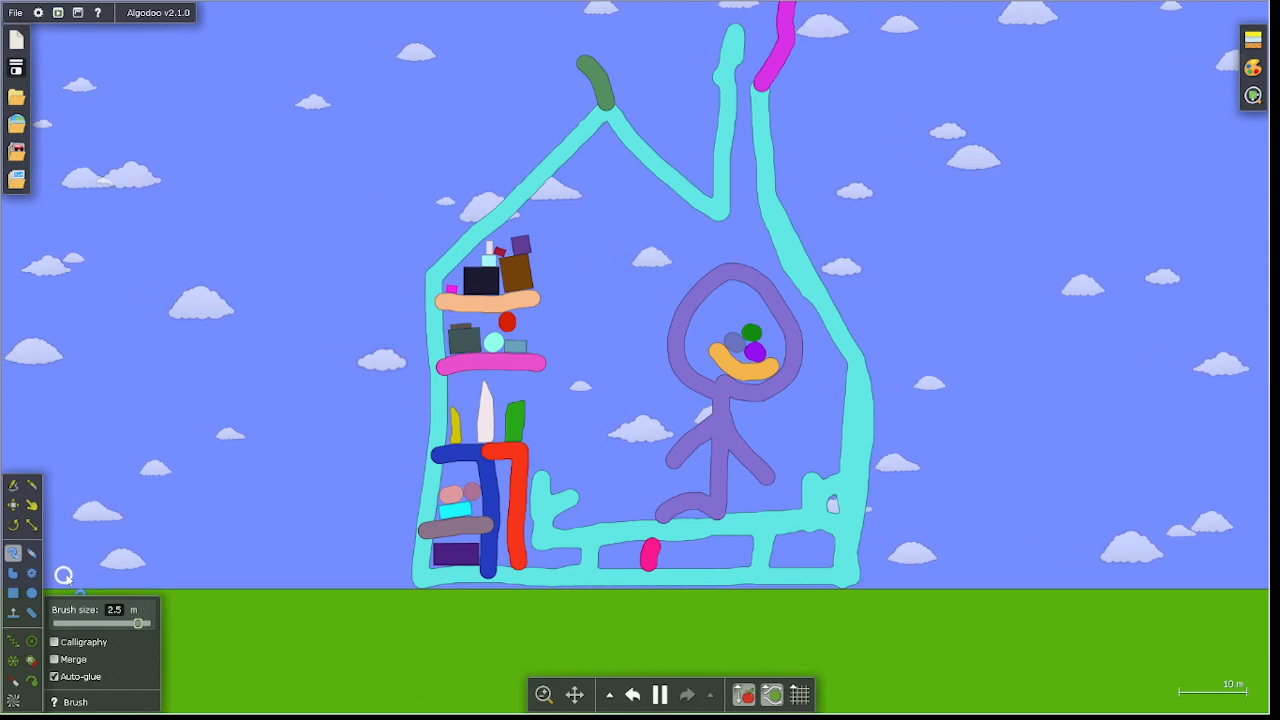 File ? Algodoo v2.1.0
Brush size: 2.5 m
Calligraphy
Merge
Auto-glue
? Brush
10 m